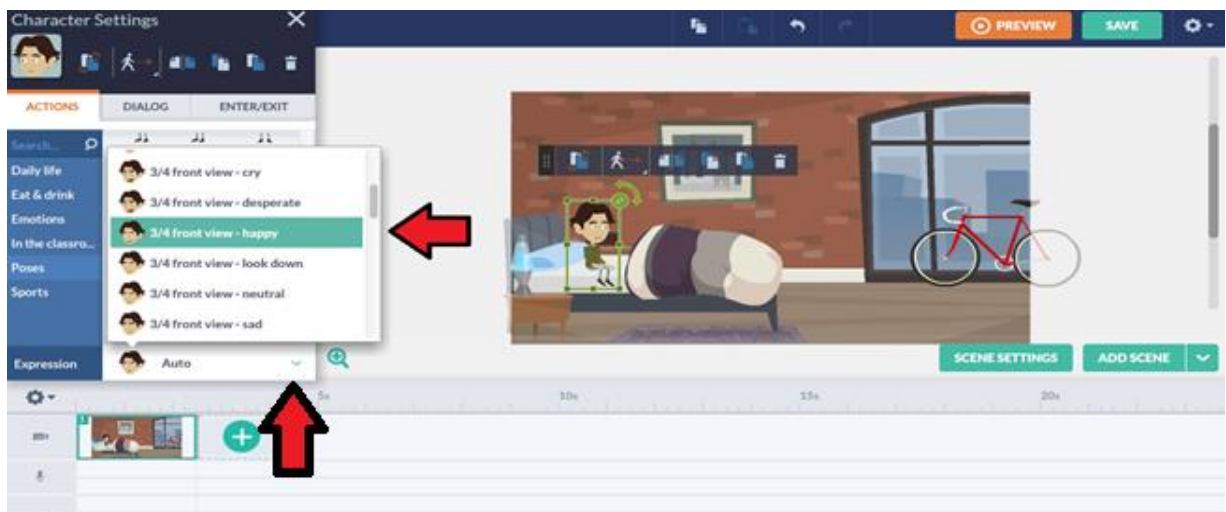 Character Settings
PREVIEW
SAVE
ACTIONS
DIALOG
ENTER/EXIT
Search...
Daily life
Eat & drink
Emotions
In the classro...
Poses
Sports
3/4 front view - cry
3/4 front view - desperate
3/4 front view - happy
3/4 front view - look down
3/4 front view - neutral
3/4 front view - sad
Expression
Auto
SCENE SETTINGS
ADD SCENE
5s
10s
15s
20s
1